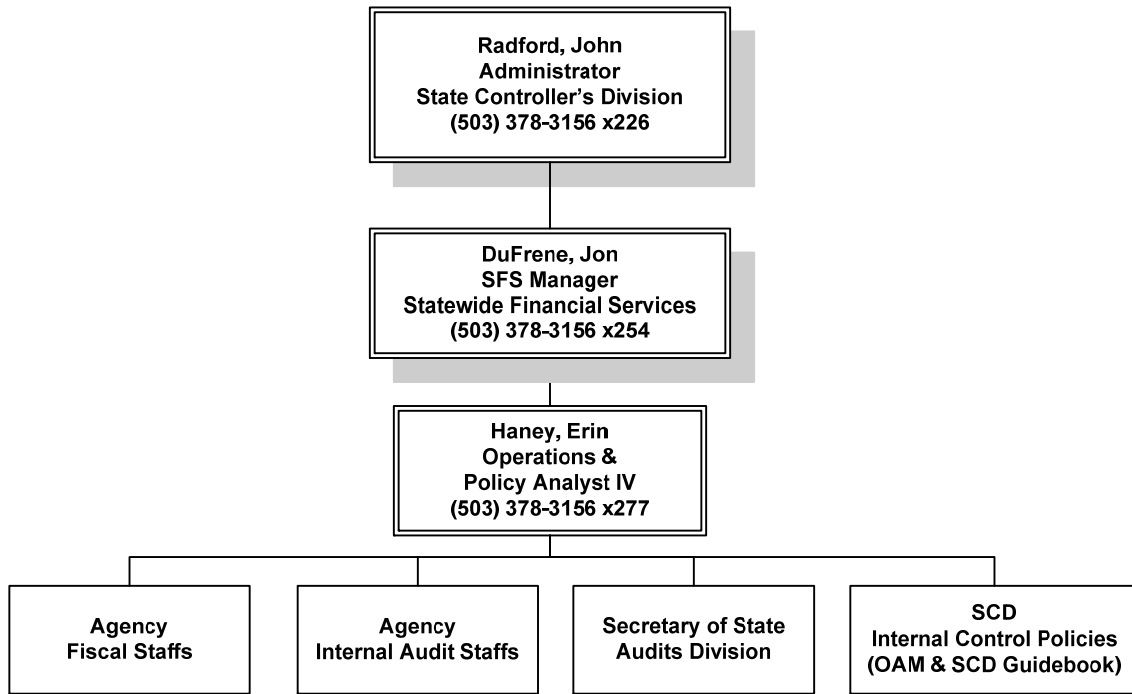 Radford, John
Administrator
State Controller’s Division
(503) 378-3156 x226
DuFrene, Jon
SFS Manager
Statewide Financial Services
(503) 378-3156 x254
Haney, Erin
Operations &
Policy Analyst IV
(503) 378-3156 x277
Agency
Fiscal Staffs
Agency
Internal Audit Staffs
Secretary of State
Audits Division
SCD
Internal Control Policies
(OAM & SCD Guidebook)